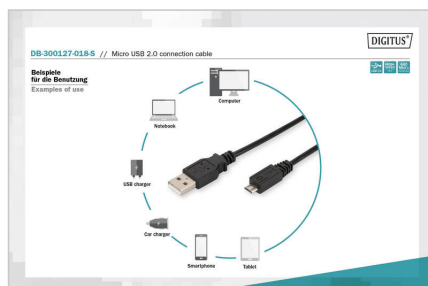 DIGITUS®
DB-300127-018-S // Micro USB 2.0 connection cable
Beispiele
für die Benutzung
Examples of use
Computer
Notebook
USB charger
Car charger
Smartphone
Tablet